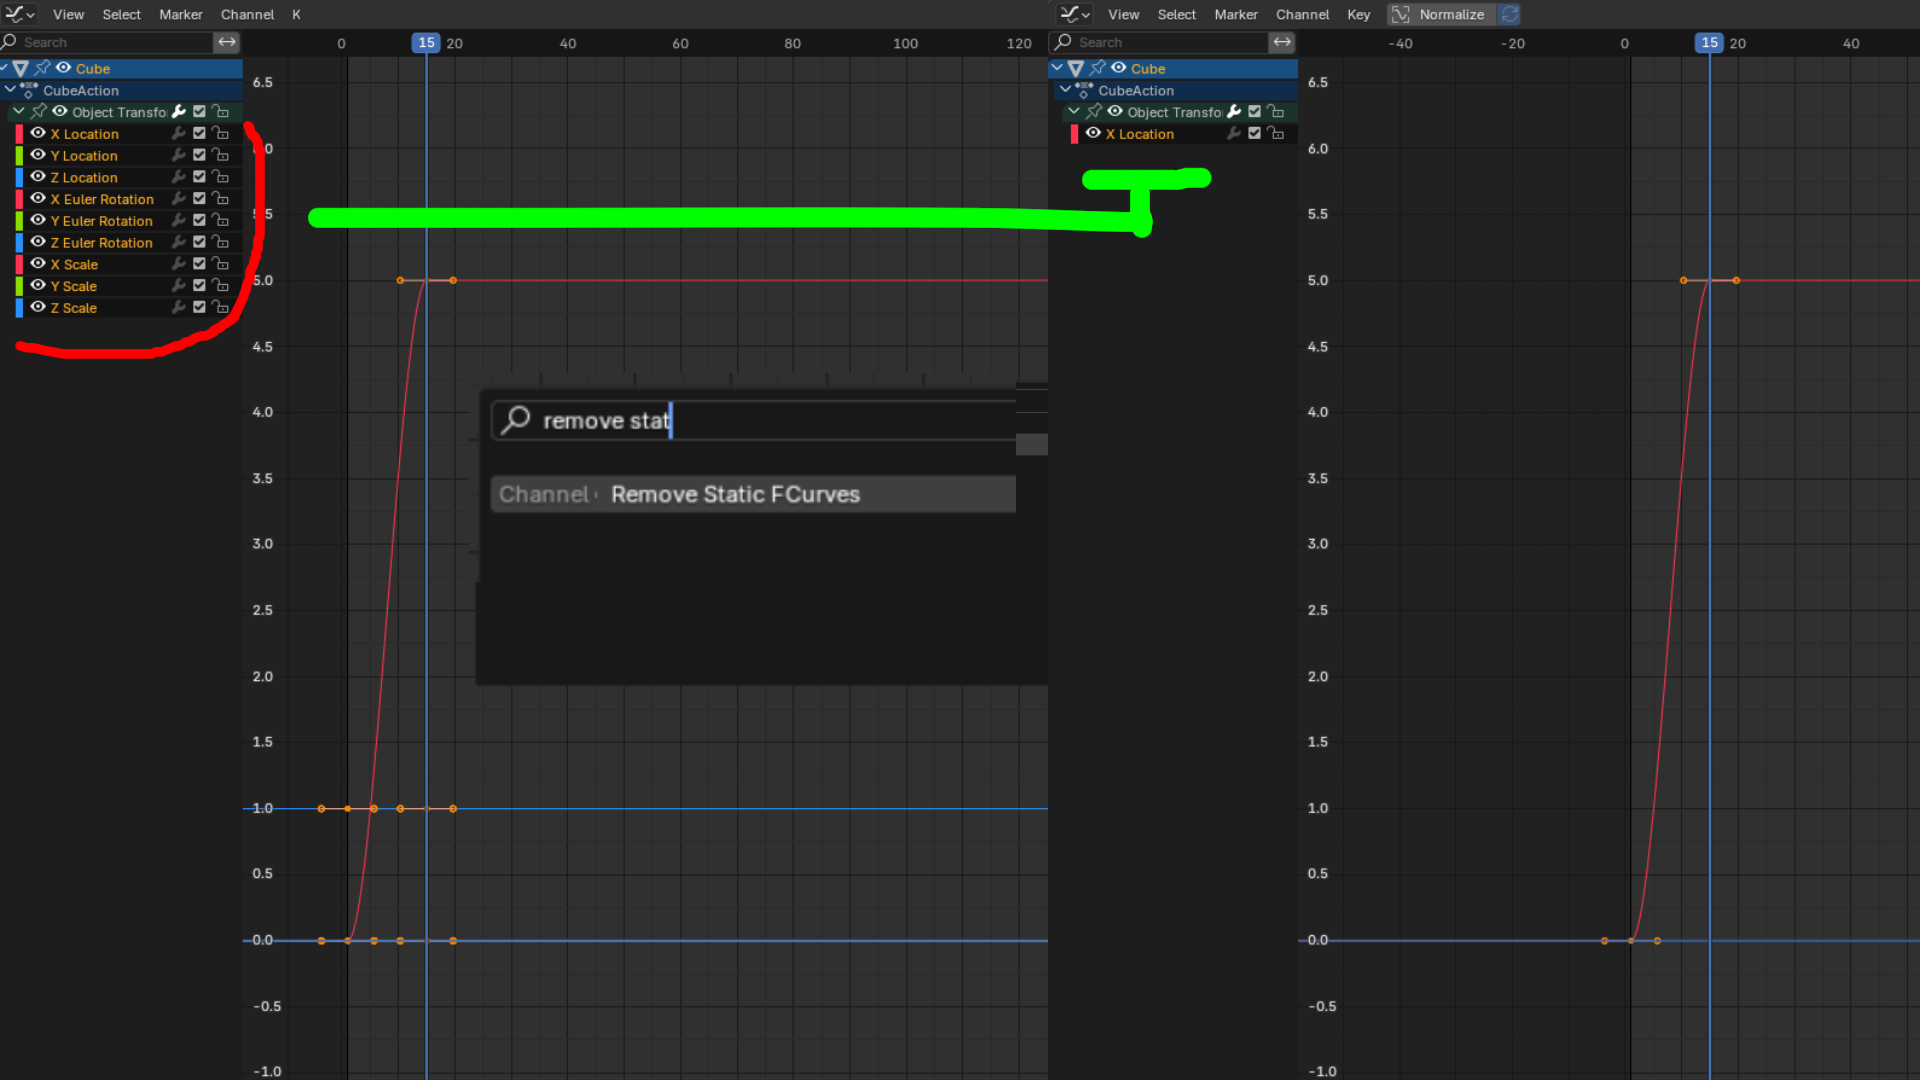 View Select Marker Channel K
Search
0 15 20 40 60 80 100 120
Cube
CubeAction
Object Transfo
X Location
Y Location
Z Location
X Euler Rotation
Y Euler Rotation
Z Euler Rotation
X Scale
Y Scale
Z Scale
6.5
5.0
4.5
4.0
3.5
3.0
2.5
2.0
1.5
1.0
0.5
0.0
-0.5
-1.0
remove stat
Channel Remove Static FCurves
View Select Marker Channel Key Normalize
Search
-40 -20 0 15 20 40
Cube
CubeAction
Object Transfo
X Location
6.5
6.0
5.5
5.0
4.5
4.0
3.5
3.0
2.5
2.0
1.5
1.0
0.5
0.0
-0.5
-1.0